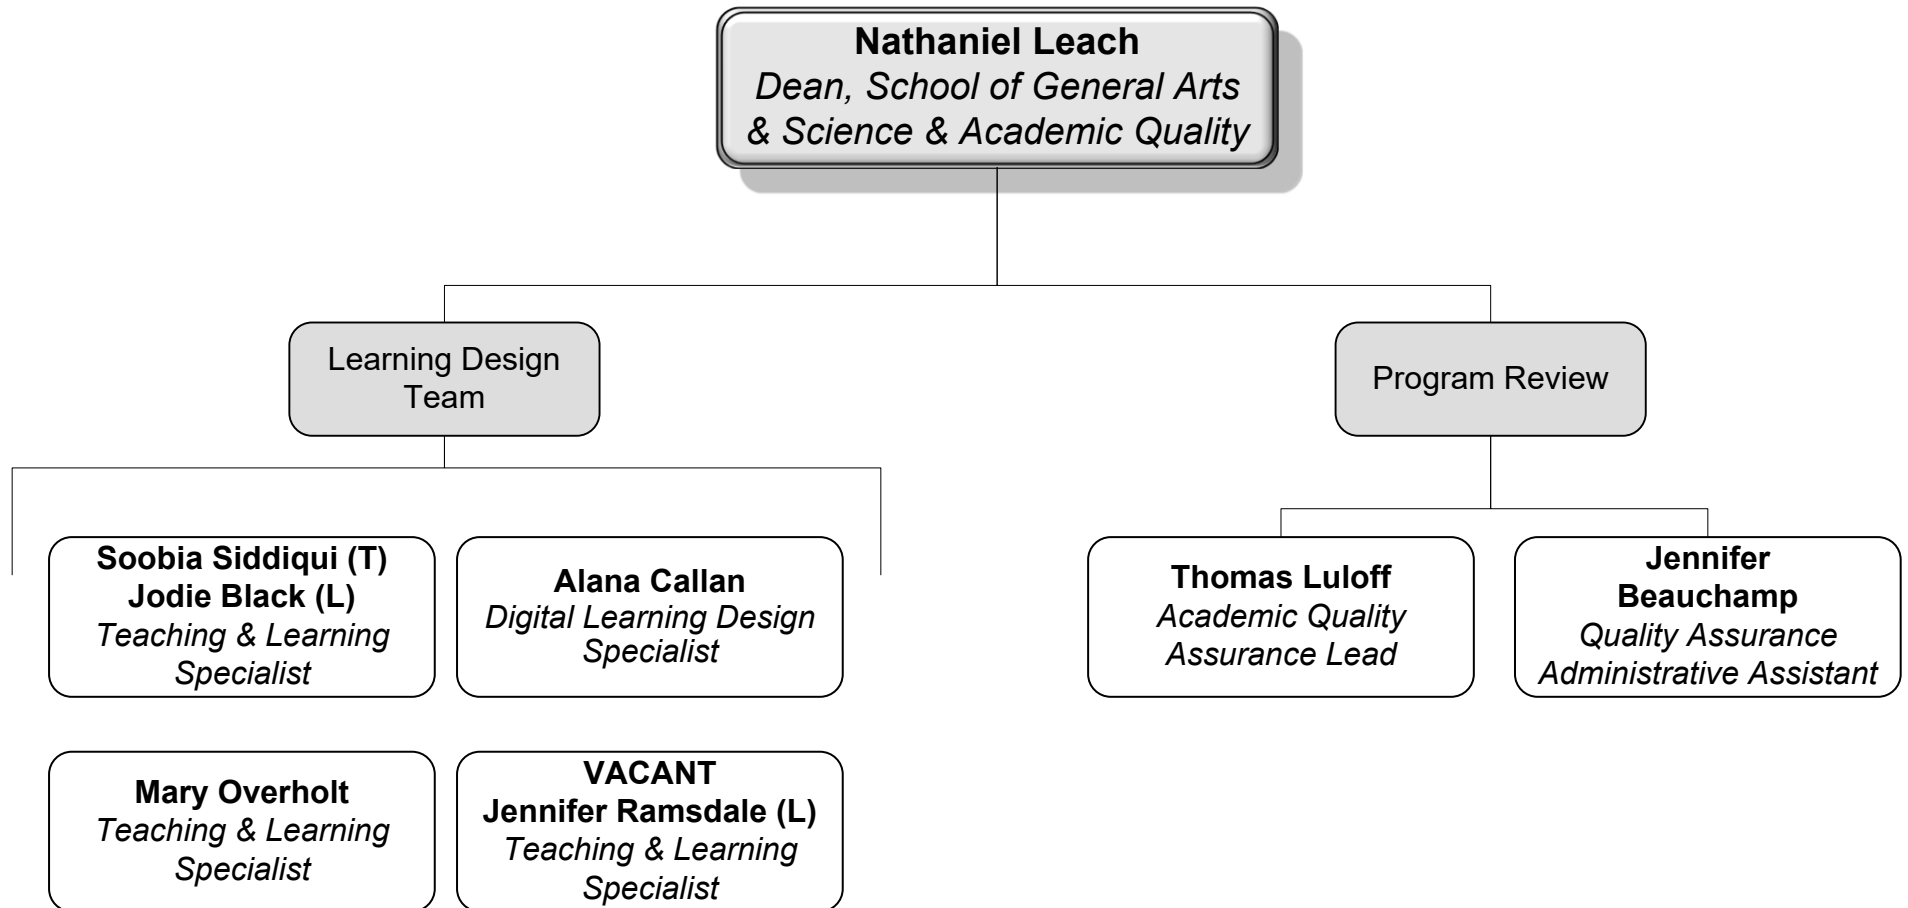 Nathaniel Leach
Dean, School of General Arts
& Science & Academic Quality
Learning Design
Team
Program Review
Soobia Siddiqui (T)
Jodie Black (L)
Teaching & Learning
Specialist
Alana Callan
Digital Learning Design
Specialist
Thomas Luloff
Academic Quality
Assurance Lead
Jennifer
Beauchamp
Quality Assurance
Administrative Assistant
Mary Overholt
Teaching & Learning
Specialist
VACANT
Jennifer Ramsdale (L)
Teaching & Learning
Specialist